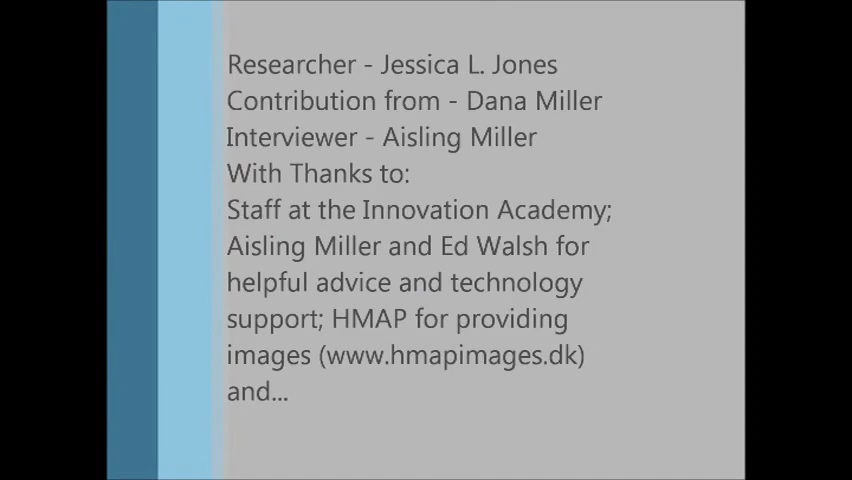 Researcher - Jessica L. Jones
Contribution from - Dana Miller
Interviewer - Aisling Miller
With Thanks to:
Staff at the Innovation Academy;
Aisling Miller and Ed Walsh for
helpful advice and technology
support; HMAP for providing
images (www.hmapimages.dk)
and...